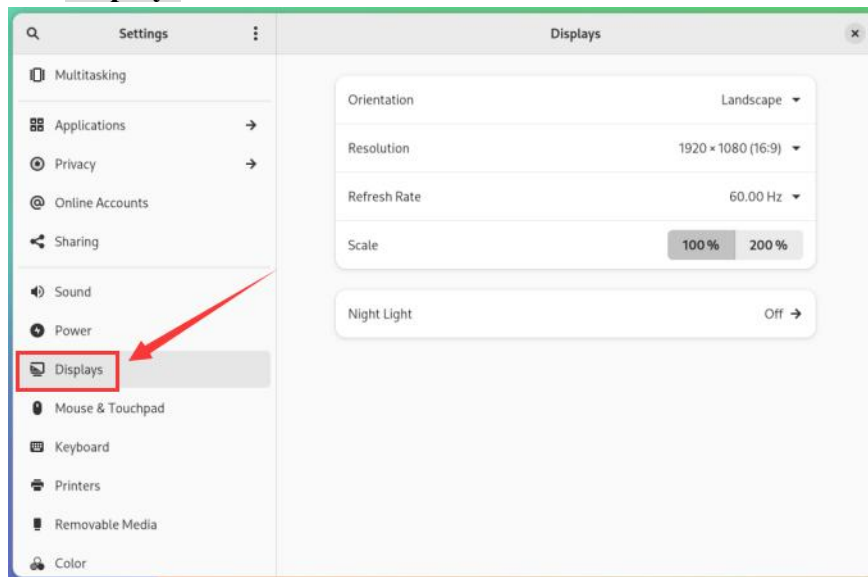 Settings
Displays
Multitasking
Applications
Privacy
Online Accounts
Sharing
Sound
Power
Displays
Mouse & Touchpad
Keyboard
Printers
Removable Media
Color
Orientation Landscape
Resolution 1920 × 1080 (16:9)
Refresh Rate 60.00 Hz
Scale 100 % 200 %
Night Light Off